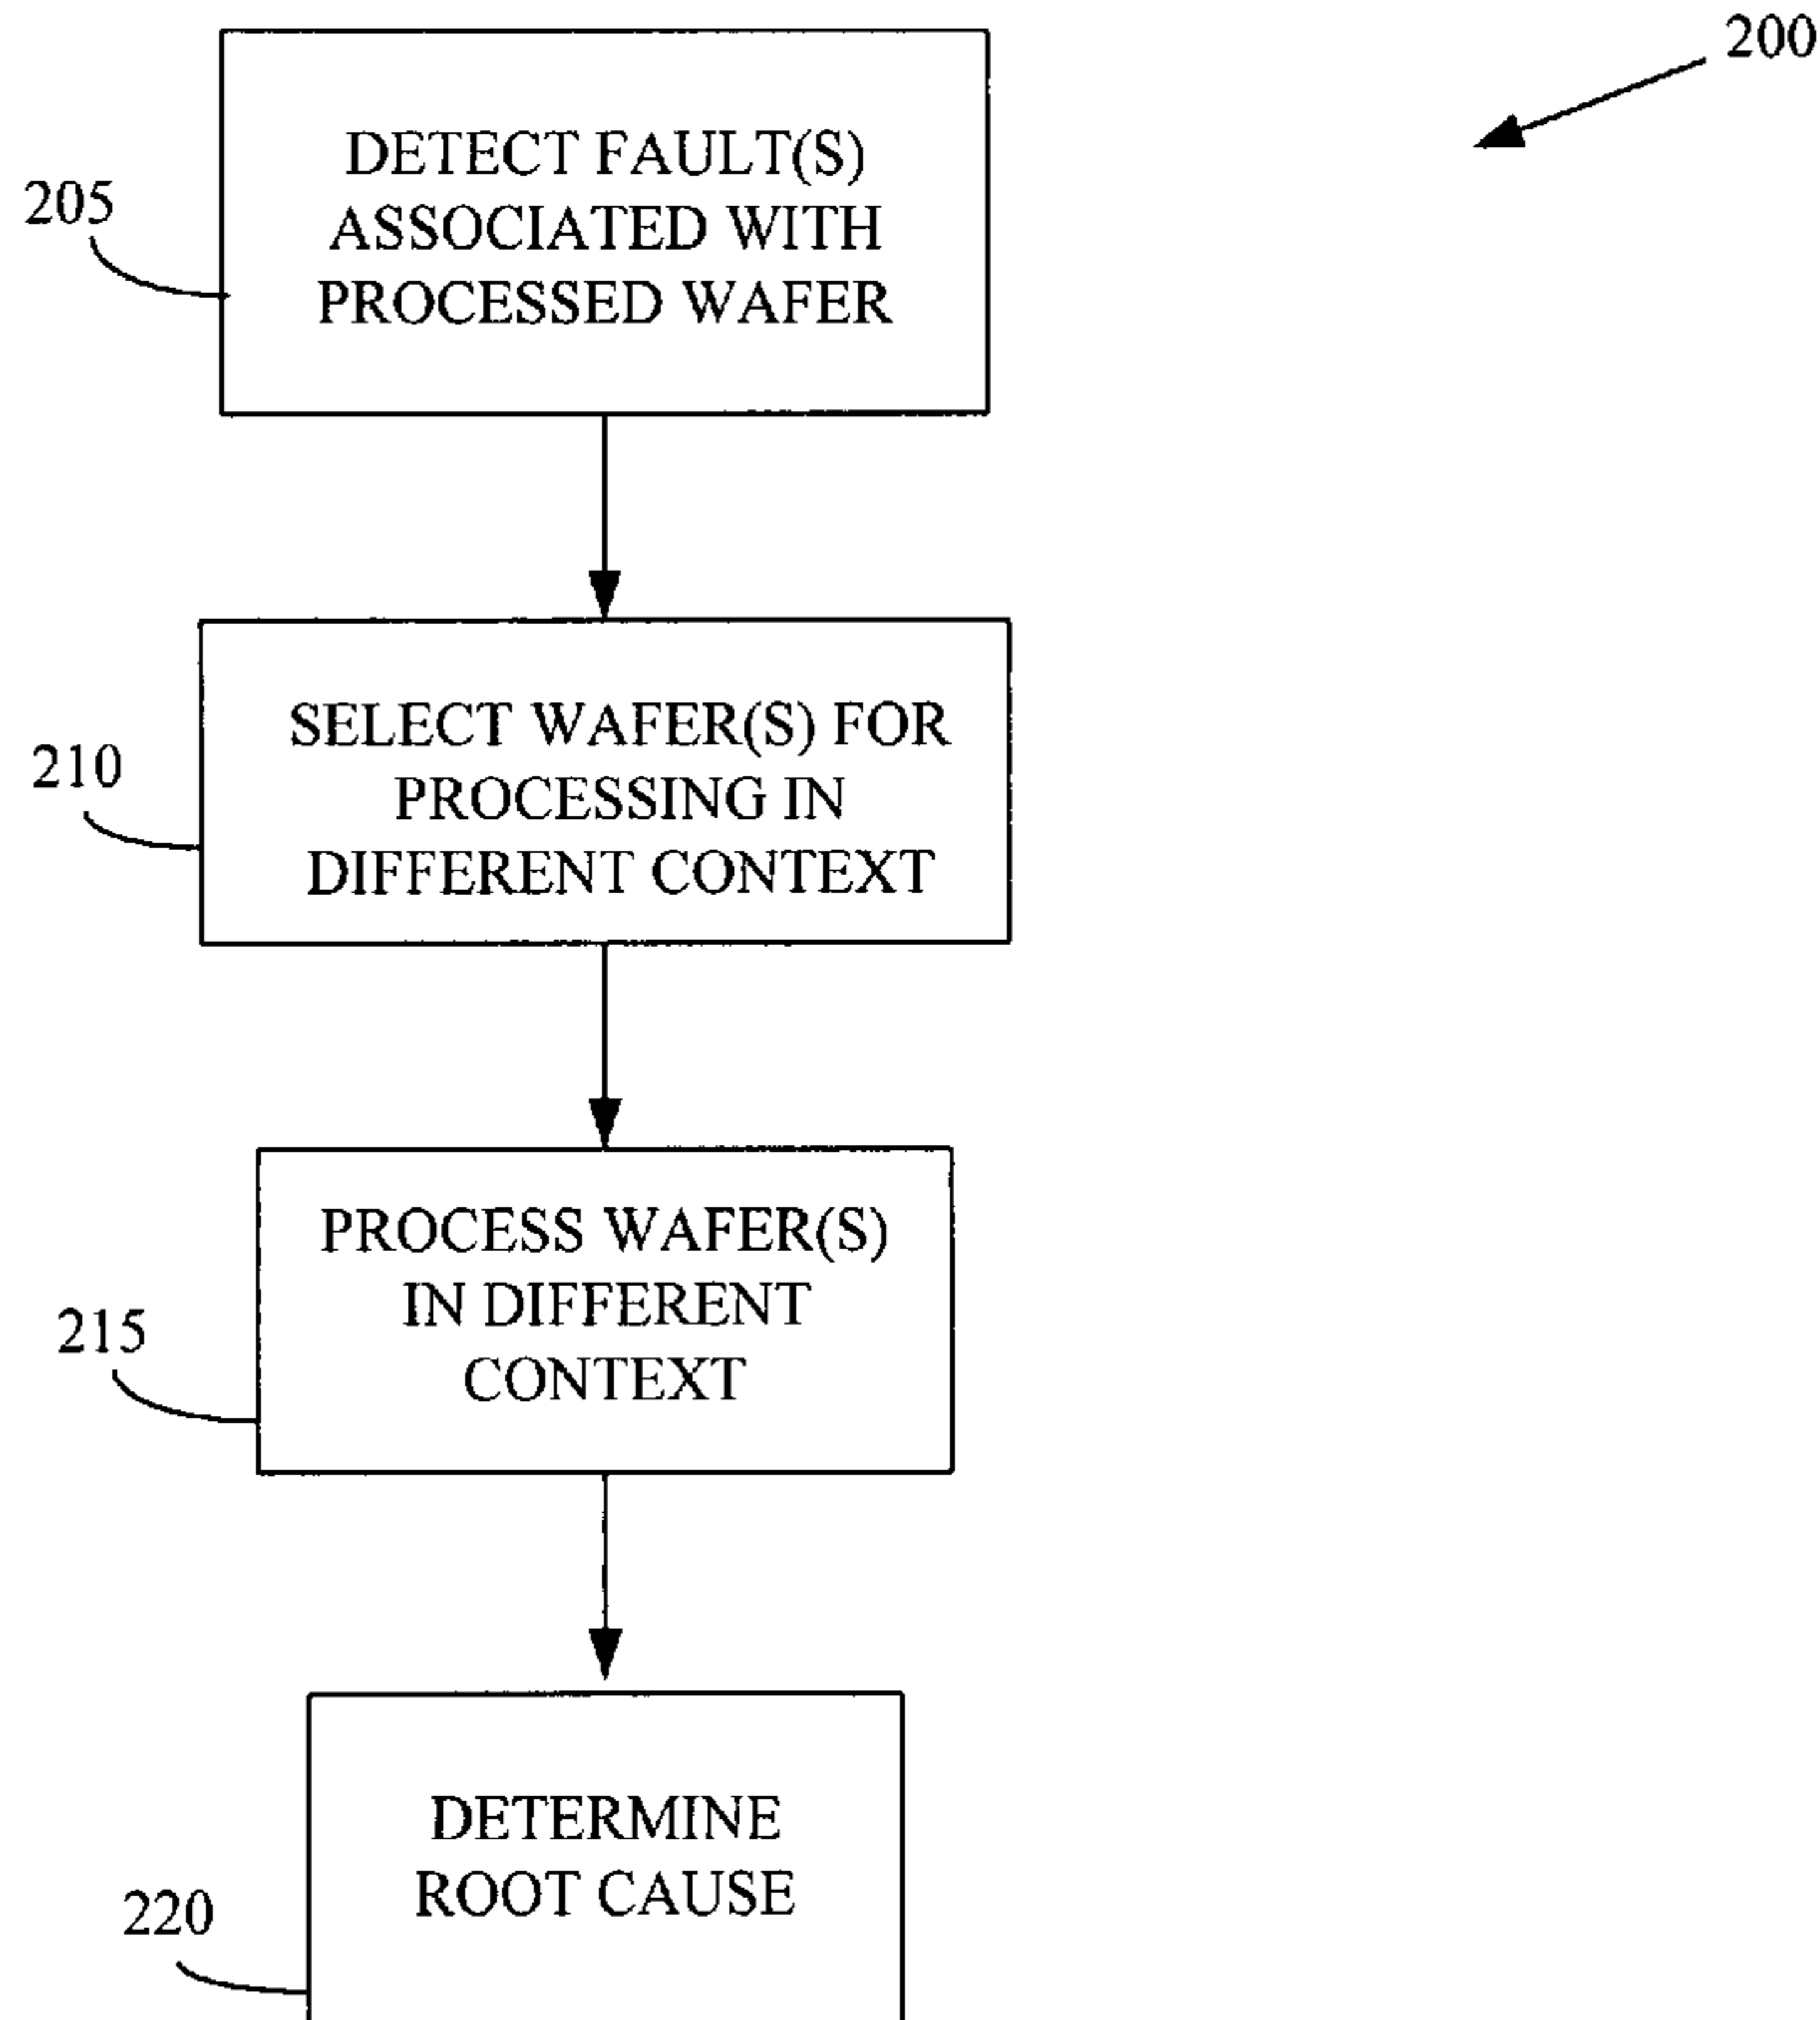 200
DETECT FAULT(S)
ASSOCIATED WITH
PROCESSED WAFER
205
SELECT WAFER(S) FOR
PROCESSING IN
DIFFERENT CONTEXT
210
PROCESS WAFER(S)
IN DIFFERENT
CONTEXT
215
DETERMINE
ROOT CAUSE
220